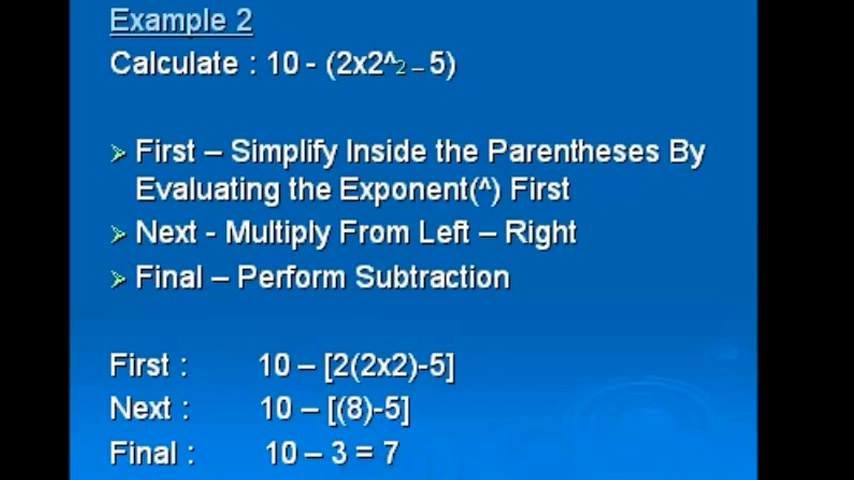 Example 2
Calculate : 10 - (2x2^2 – 5)
➢ First – Simplify Inside the Parentheses By
Evaluating the Exponent(^) First
➢ Next - Multiply From Left – Right
➢ Final – Perform Subtraction
First : 10 – [2(2x2)-5]
Next : 10 – [(8)-5]
Final : 10 – 3 = 7